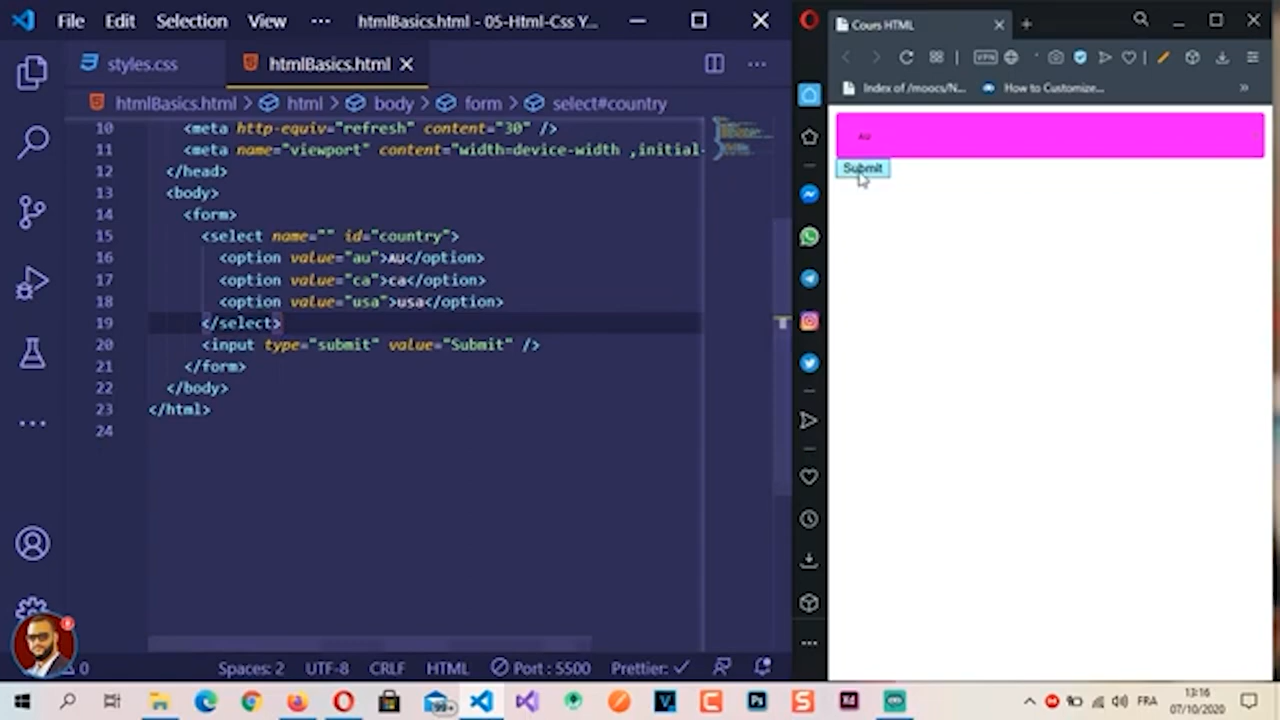 File Edit Selection View ··· htmlBasics.html - 05-Html-Css Y...
styles.css htmlBasics.html
htmlBasics.html > html > body > form > select#country
10 <meta http-equiv="refresh" content="30" />
11 <meta name="viewport" content="width=device-width ,initial-
12 </head>
13 <body>
14 <form>
15 <select name="" id="country">
16 <option value="au">AU</option>
17 <option value="ca">ca</option>
18 <option value="usa">usa</option>
19 </select>
20 <input type="submit" value="Submit" />
21 </form>
22 </body>
23 </html>
24
0 Spaces: 2 UTF-8 CRLF HTML Port : 5500 Prettier: ✓
Cours HTML
VPN
Index of /moocs/N... How to Customize... »
AU
Submit
99+
FRA
13:16
07/10/2020